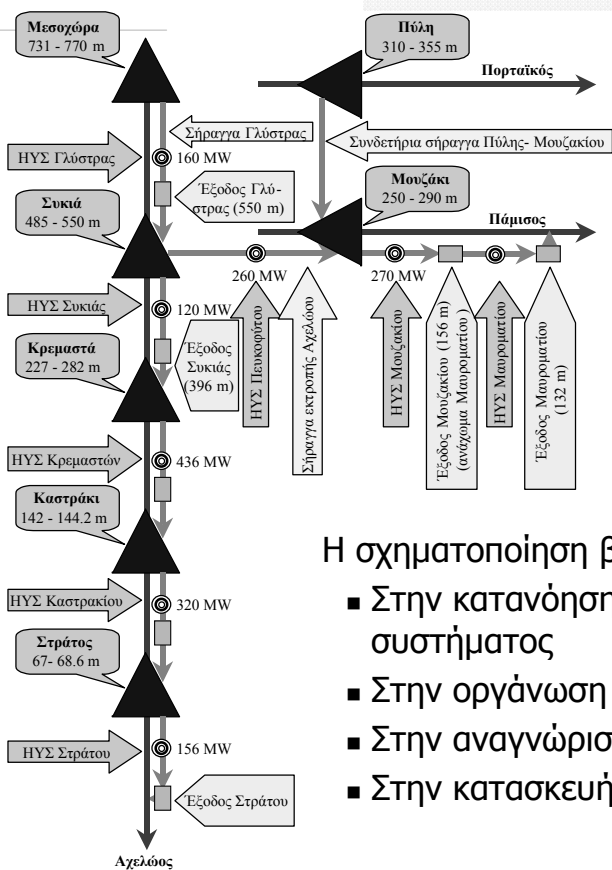 Μεσοχώρα
731 - 770 m
Πύλη
310 - 355 m
Πορταϊκός
Σήραγγα Γλύστρας
Συνδετήρια σήραγγα Πύλης- Μουζακίου
ΗΥΣ Γλύστρας
160 MW
Έξοδος Γλύ-
στρας (550 m)
Μουζάκι
250 - 290 m
Συκιά
485 - 550 m
Πάμισος
260 MW
270 MW
ΗΥΣ Συκιάς
120 MW
Έξοδος
Συκιάς
(396 m)
ΗΥΣ Πευκοφύτου
Σήραγγα εκτροπής Αχελώου
ΗΥΣ Μουζακίου
Έξοδος Μουζακίου (156 m)
(ανάχωμα Μαυροματίου )
ΗΥΣ Μαυροματίου
Έξοδος Μαυροματίου
(132 m)
Κρεμαστά
227 - 282 m
ΗΥΣ Κρεμαστών
436 MW
Καστράκι
142 - 144.2 m
ΗΥΣ Καστρακίου
320 MW
Στράτος
67- 68.6 m
ΗΥΣ Στράτου
156 MW
Έξοδος Στράτου
Αχελώος
Η σχηματοποίηση
▪ Στην κατανόηση
συστήματος
▪ Στην οργάνωση
▪ Στην
▪ Στην κατασκευή